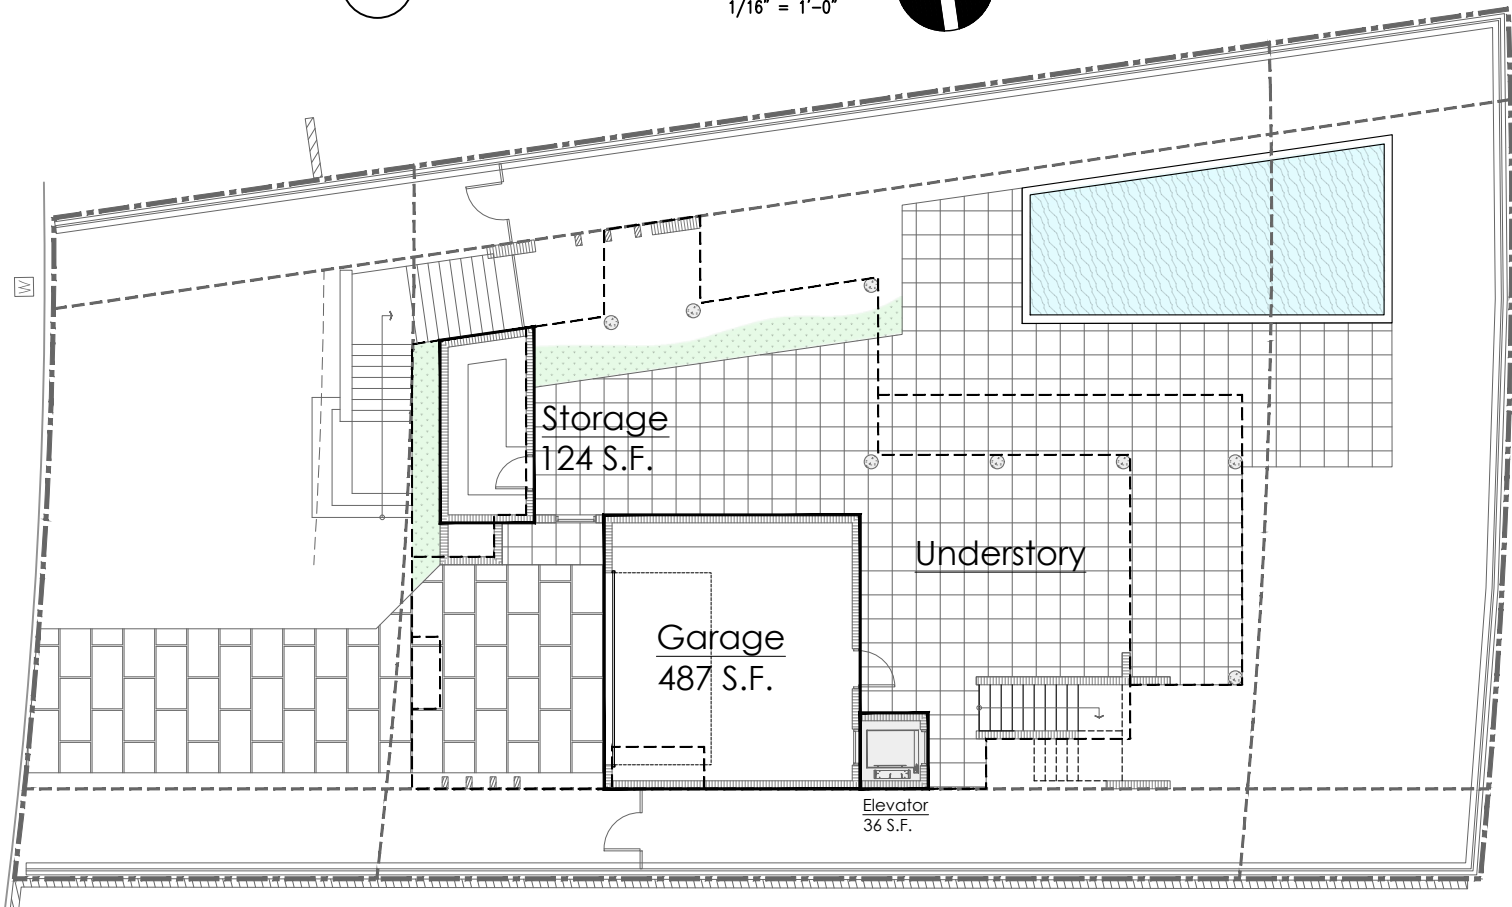 1/16" = 1'-0"
W
Storage
124 S.F.
Understory
Garage
487 S.F.
Elevator
36 S.F.